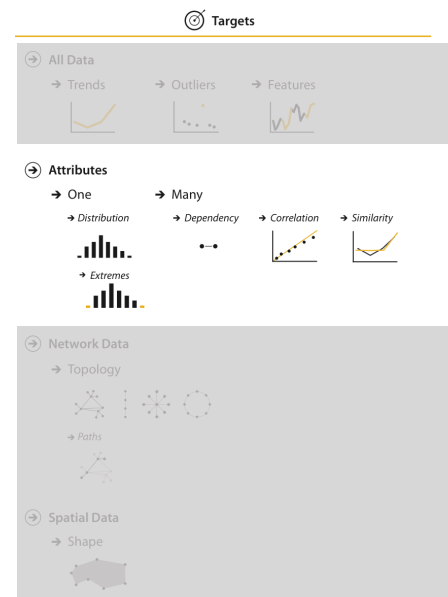 Targets
All Data
Trends Outliers Features
Attributes
One Many
Distribution Dependency Correlation Similarity
Extremes
Network Data
Topology
Paths
Spatial Data
Shape